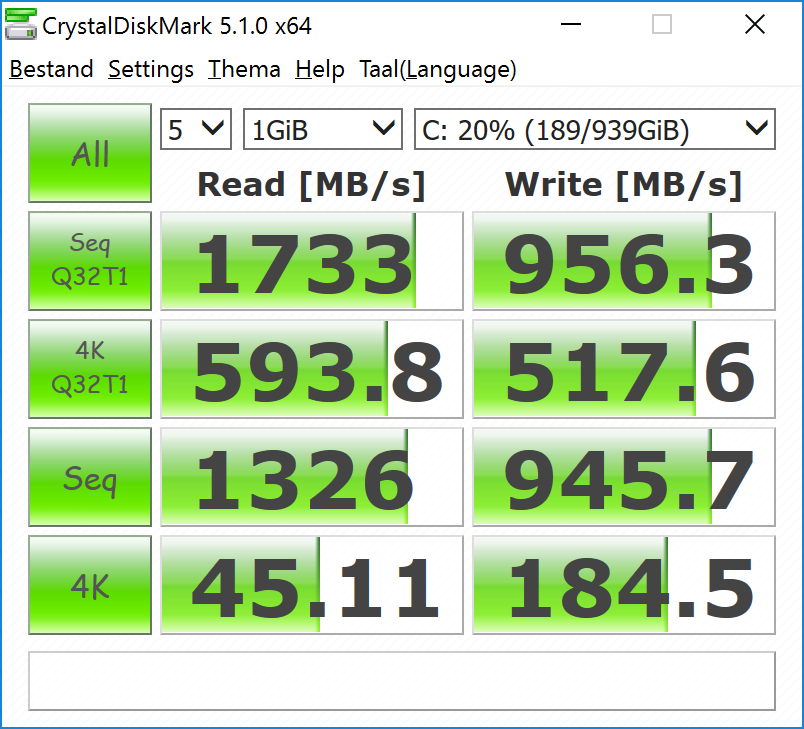 CrystalDiskMark 5.1.0 x64
Bestand Settings Thema Help Taal(Language)
All 5 1GiB C: 20% (189/939GiB)
Read [MB/s] Write [MB/s]
Seq
Q32T1 1733 956.3
4K
Q32T1 593.8 517.6
Seq 1326 945.7
4K 45.11 184.5